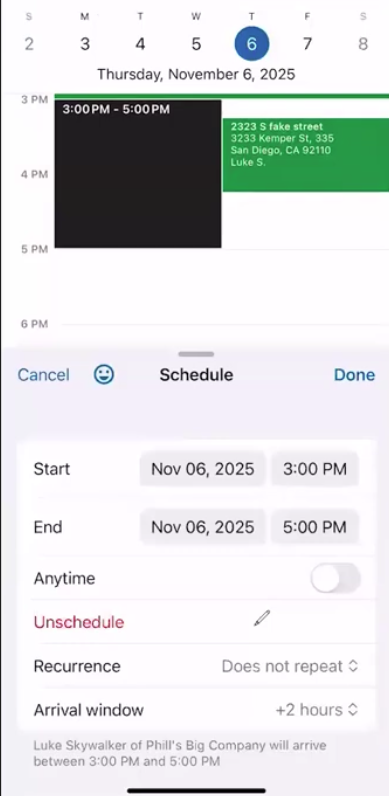 S M T W T F S
2 3 4 5 6 7 8
Thursday, November 6, 2025
3 PM
3:00 PM - 5:00 PM
2323 S fake street
3233 Kemper St, 335
San Diego, CA 92110
Luke S.
4 PM
5 PM
6 PM
Cancel Schedule Done
Start Nov 06, 2025 3:00 PM
End Nov 06, 2025 5:00 PM
Anytime
Unschedule
Recurrence Does not repeat
Arrival window +2 hours
Luke Skywalker of Phill's Big Company will arrive
between 3:00 PM and 5:00 PM